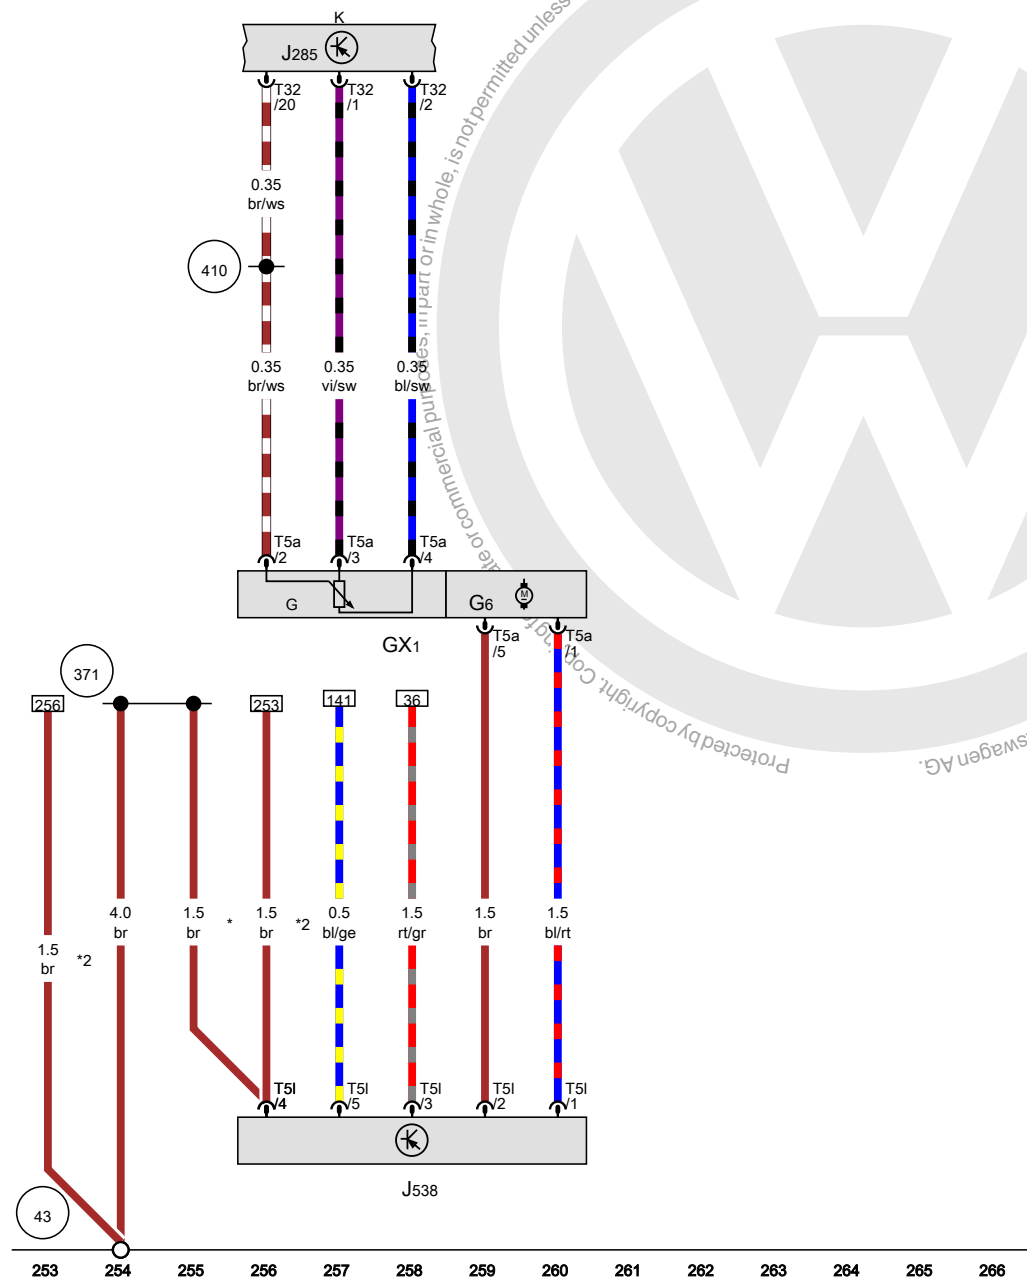 K
J285
T32 T32 T32
/20 /1 /2
0.35
br/ws
410
0.35 0.35 0.35
br/ws vi/sw bl/sw
T5a T5a T5a
/2 /3 /4
G G6 M
GX1
T5a T5a
/5 /1
371
256 253 141 36
4.0 1.5 * 1.5 *2 0.5 1.5 1.5 1.5
br br br bl/ge rt/gr br bl/rt
1.5 *2
br
T5l T5l T5l T5l T5l
/4 /5 /3 /2 /1
J538
43
253 254 255 256 257 258 259 260 261 262 263 264 265 266
ate or commercial purposes, in part or in whole, is not permitted unless
Protected by copyright. Copying for
swagen AG.